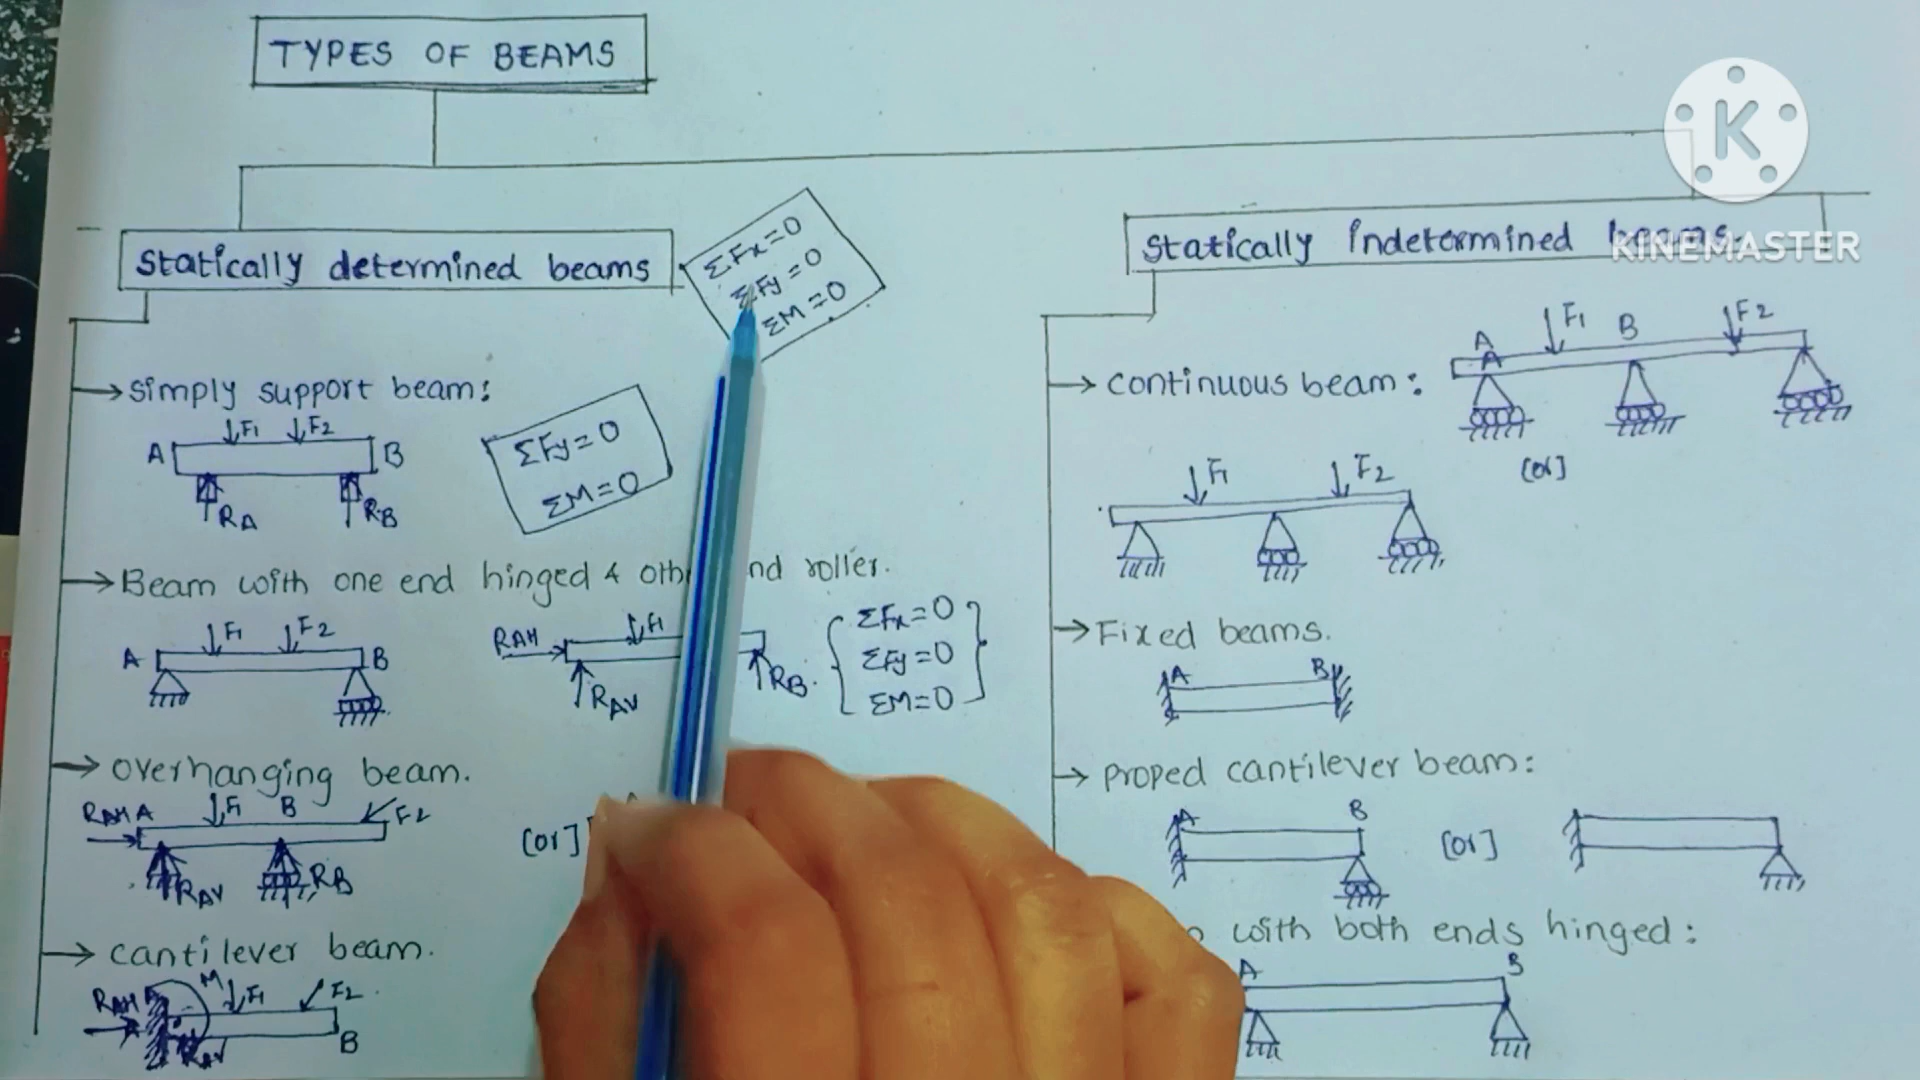 TYPES OF BEAMS
Statically determined beams
ΣFx=0
ΣFy=0
ΣM=0
Simply support beam:
F1 F2
A B
RA RB
ΣFy=0
ΣM=0
Beam with one end hinged & oth nd roller.
F1 F2
A B
RAH F1
RAV RB.
ΣFx=0
ΣFy=0
ΣM=0
overhanging beam.
RAH A F1 B F2
RAV RB
[or]
cantilever beam.
RAH A M F1 F2
RAV B
Statically indetermined beams.
K
KINEMASTER
continuous beam:
A F1 B F2
A
[or]
F1 F2
Fixed beams.
A B
Proped cantilever beam:
A B
[or]
with both ends hinged:
A B